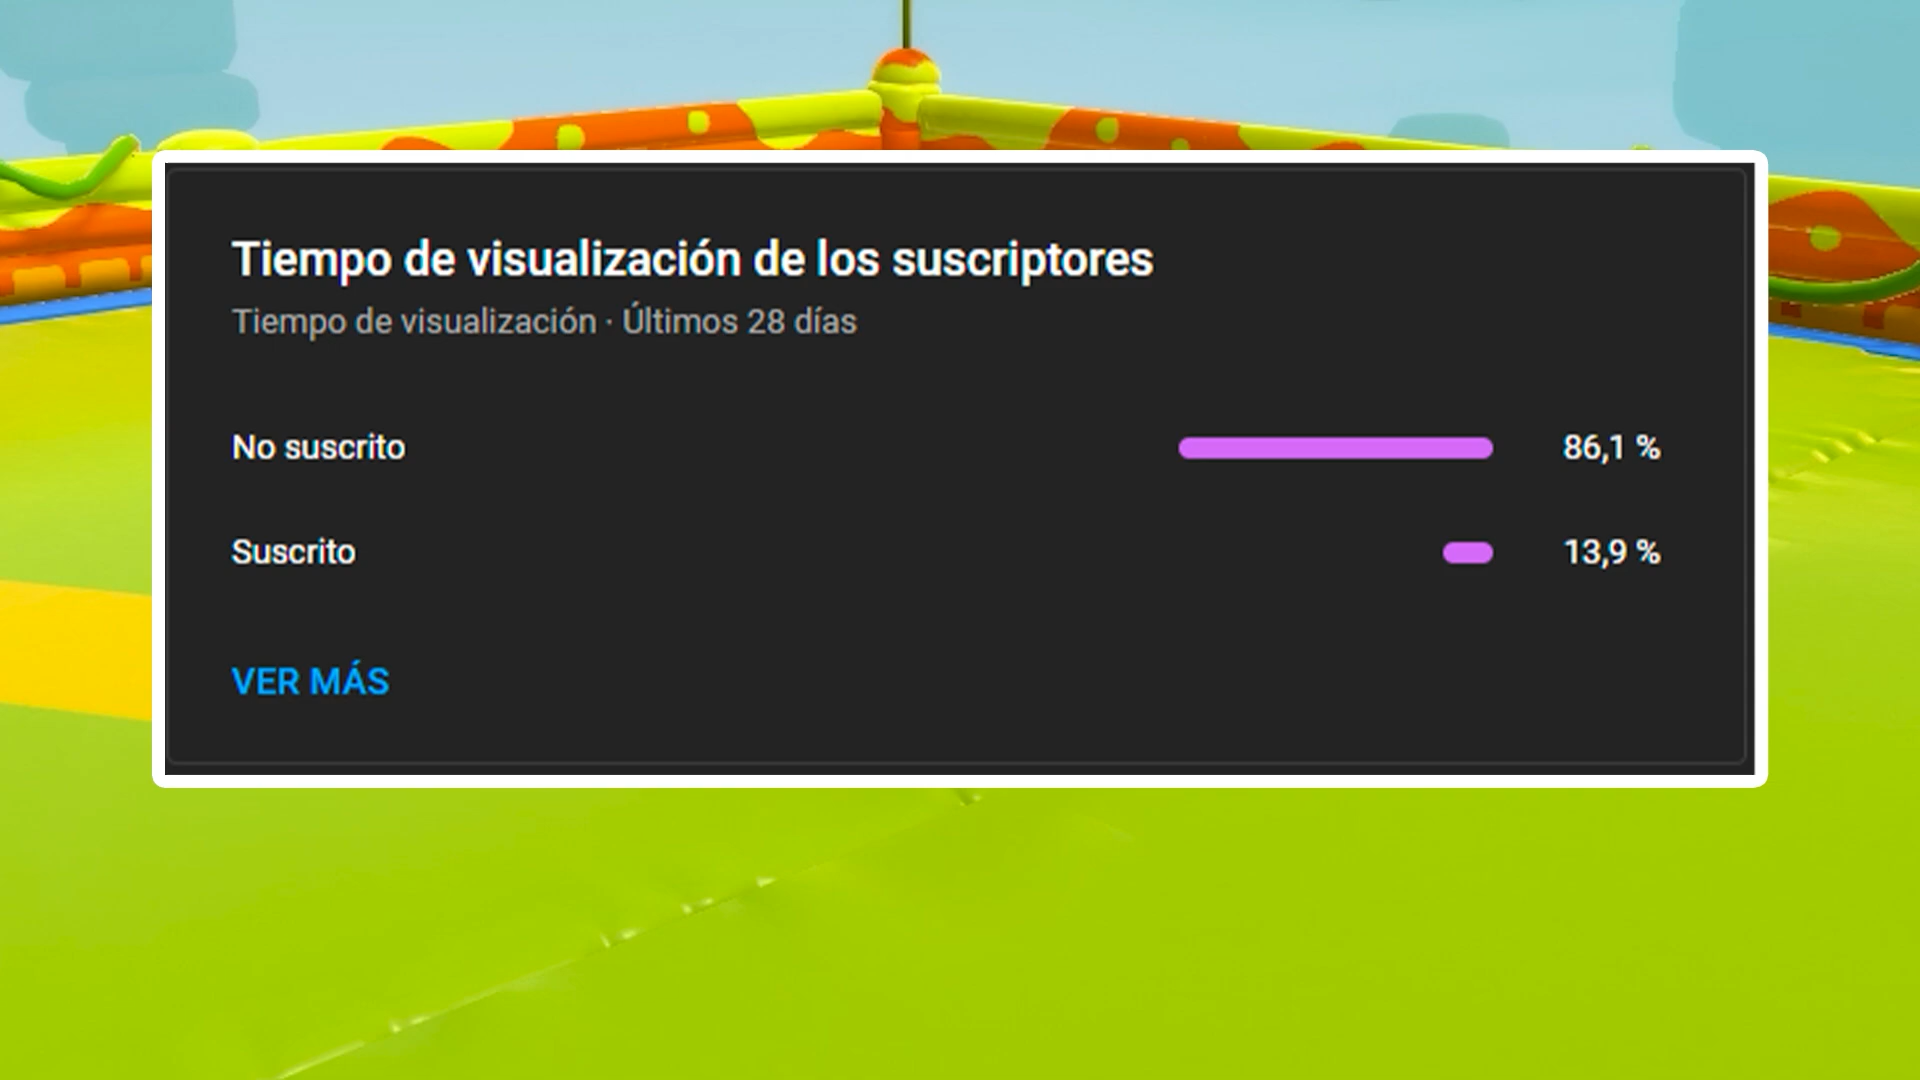 Tiempo de visualización de los suscriptores
Tiempo de visualización · Últimos 28 días
No suscrito 86,1 %
Suscrito 13,9 %
VER MÁS